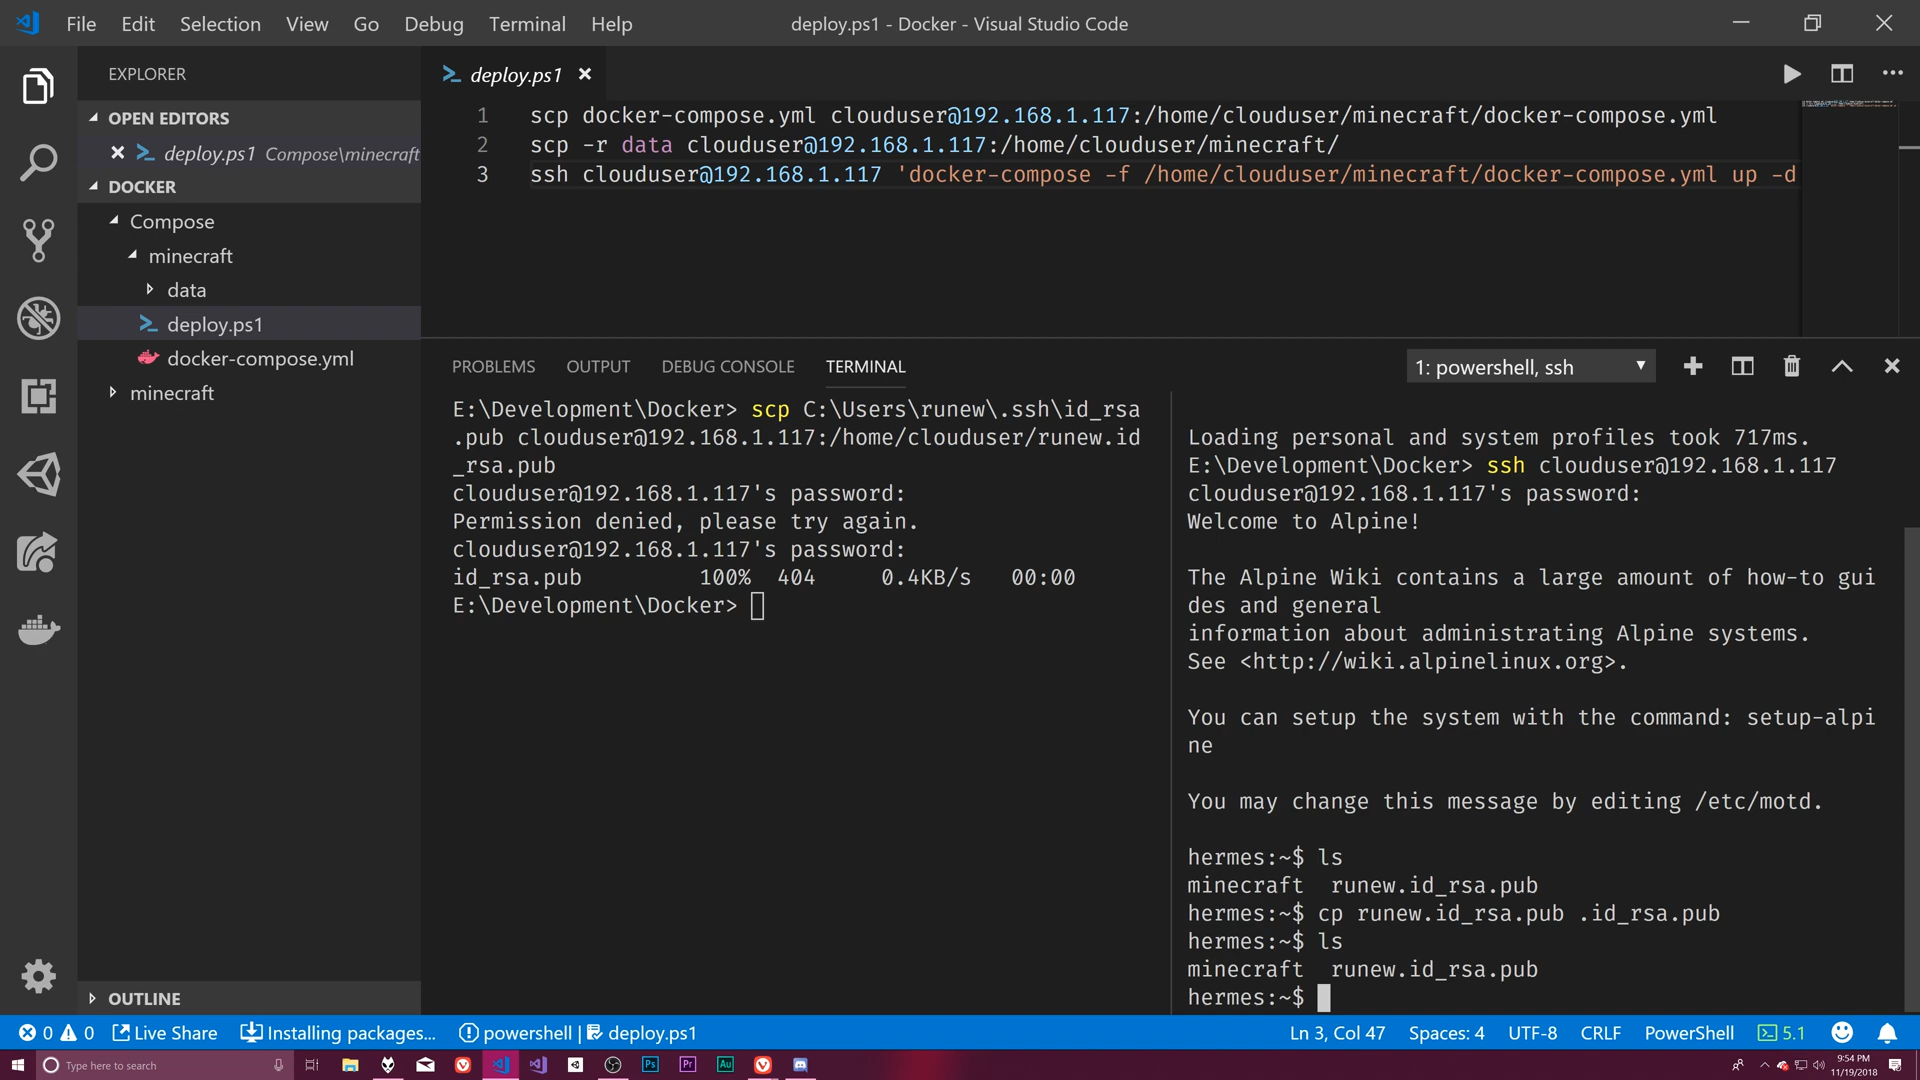 File Edit Selection View Go Debug Terminal Help
deploy.ps1 - Docker - Visual Studio Code
EXPLORER
OPEN EDITORS
deploy.ps1 Compose\minecraft
DOCKER
Compose
minecraft
data
deploy.ps1
docker-compose.yml
minecraft
OUTLINE
deploy.ps1
1 scp docker-compose.yml clouduser@192.168.1.117:/home/clouduser/minecraft/docker-compose.yml
2 scp -r data clouduser@192.168.1.117:/home/clouduser/minecraft/
3 ssh clouduser@192.168.1.117 'docker-compose -f /home/clouduser/minecraft/docker-compose.yml up -d
PROBLEMS OUTPUT DEBUG CONSOLE TERMINAL
1: powershell, ssh
E:\Development\Docker> scp C:\Users\runew\.ssh\id_rsa
.pub clouduser@192.168.1.117:/home/clouduser/runew.id
_rsa.pub
clouduser@192.168.1.117's password:
Permission denied, please try again.
clouduser@192.168.1.117's password:
id_rsa.pub 100% 404 0.4KB/s 00:00
E:\Development\Docker>
Loading personal and system profiles took 717ms.
E:\Development\Docker> ssh clouduser@192.168.1.117
clouduser@192.168.1.117's password:
Welcome to Alpine!
The Alpine Wiki contains a large amount of how-to gui
des and general
information about administrating Alpine systems.
See <http://wiki.alpinelinux.org>.
You can setup the system with the command: setup-alpi
ne
You may change this message by editing /etc/motd.
hermes:~$ ls
minecraft runew.id_rsa.pub
hermes:~$ cp runew.id_rsa.pub .id_rsa.pub
hermes:~$ ls
minecraft runew.id_rsa.pub
hermes:~$
0 0 Live Share Installing packages... powershell | deploy.ps1
Ln 3, Col 47 Spaces: 4 UTF-8 CRLF PowerShell 5.1
Type here to search
Ps Pr Au
9:54 PM
11/19/2018